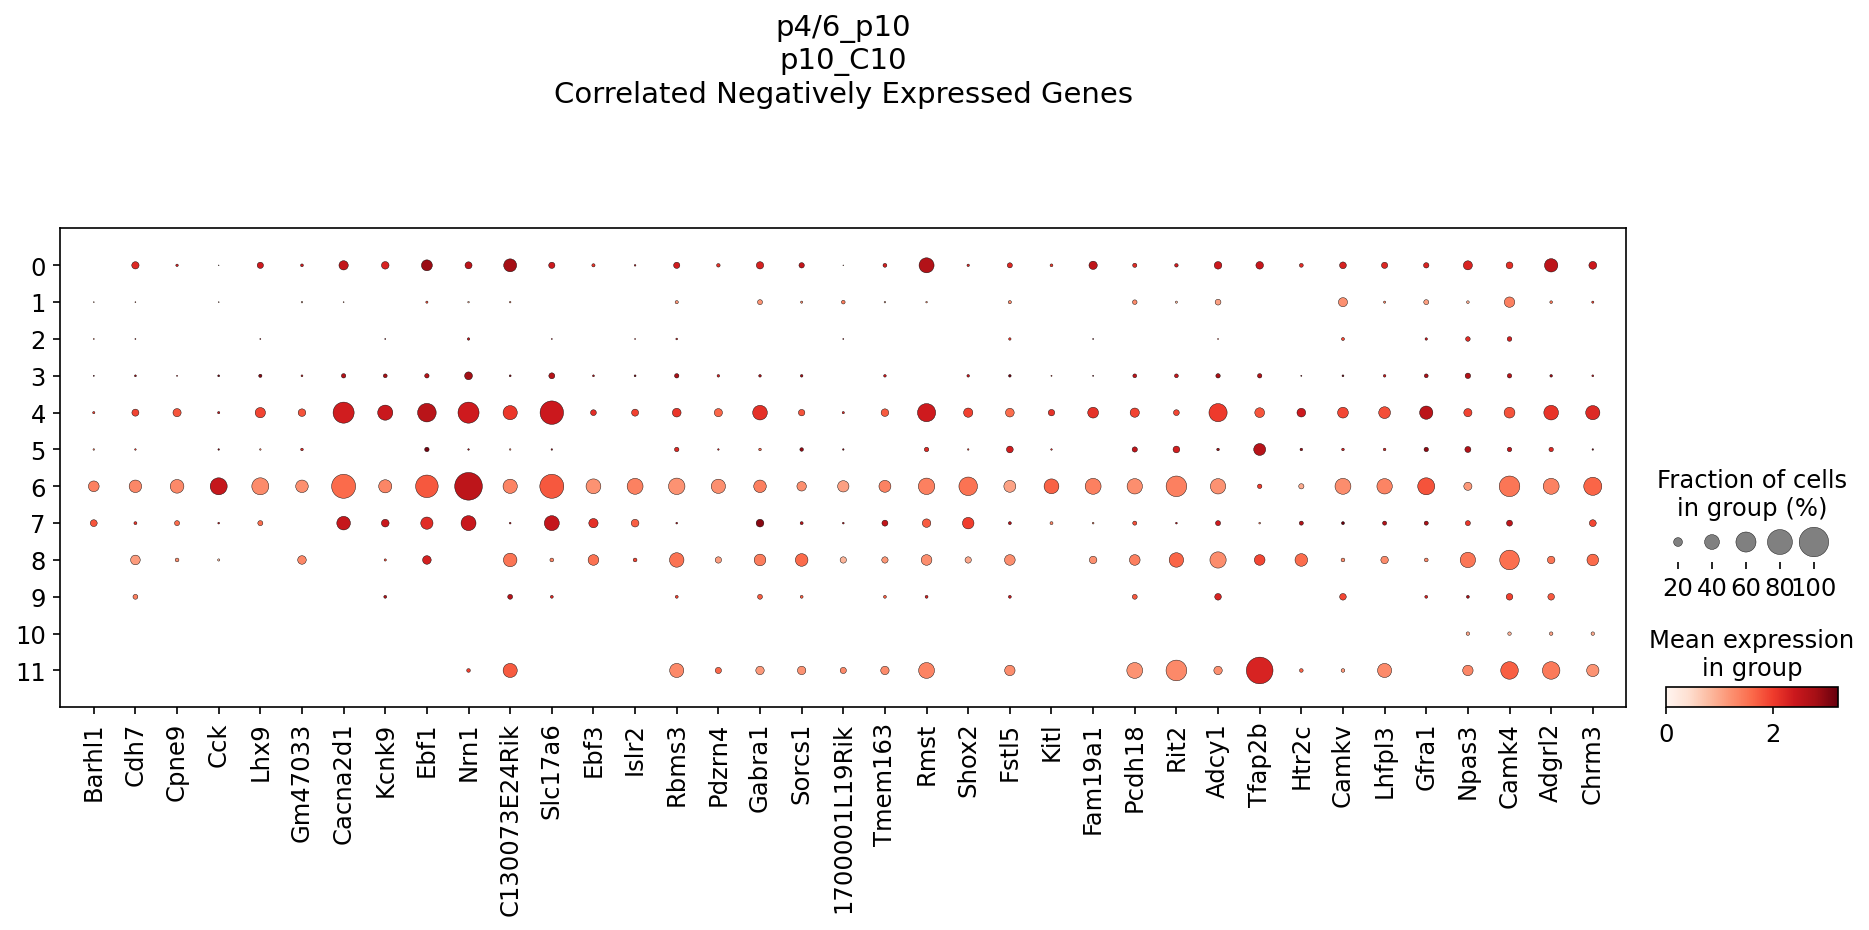 p4/6_p10
p10_C10
Correlated Negatively Expressed Genes
0
1
2
3
4
5
6
7
8
9
10
11
Barhl1
Cdh7
Cpne9
Cck
Lhx9
Gm47033
Cacna2d1
Kcnk9
Ebf1
Nrn1
C130073E24Rik
Slc17a6
Ebf3
Islr2
Rbms3
Pdzrn4
Gabra1
Sorcs1
1700001L19Rik
Tmem163
Rmst
Shox2
Fstl5
Kitl
Fam19a1
Pcdh18
Rit2
Adcy1
Tfap2b
Htr2c
Camkv
Lhfpl3
Gfra1
Npas3
Camk4
Adgrl2
Chrm3
Fraction of cells
in group (%)
20 40 60 80 100
Mean expression
in group
0 2